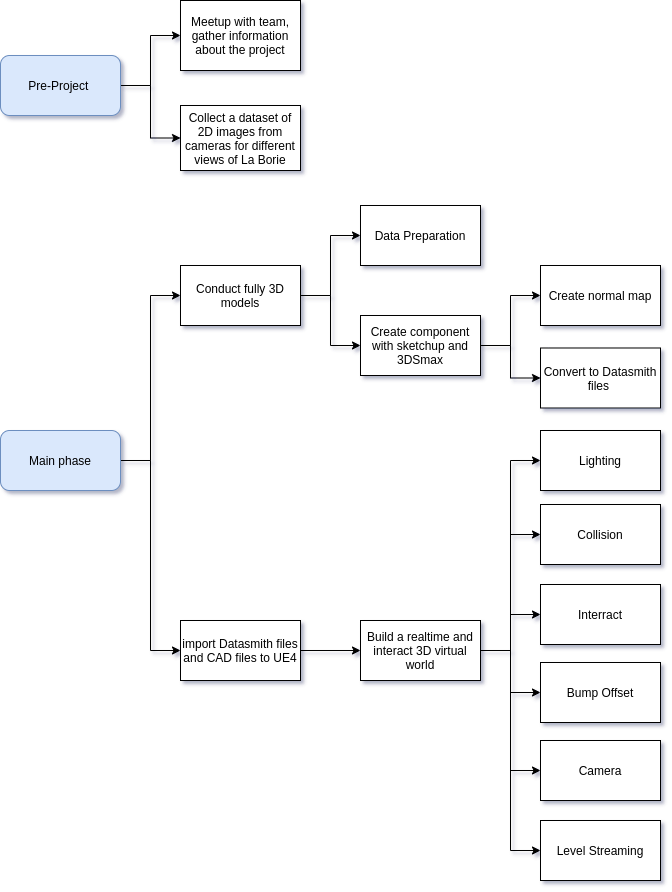 Meetup with team,
gather information
about the project
Pre-Project
Collect a dataset of
2D images from
cameras for different
views of La Borie
Data Preparation
Conduct fully 3D
models
Create normal map
Create component
with sketchup and
3DSmax
Convert to Datasmith
files
Main phase
Lighting
Collision
Interract
import Datasmith files
and CAD files to UE4
Build a realtime and
interact 3D virtual
world
Bump Offset
Camera
Level Streaming